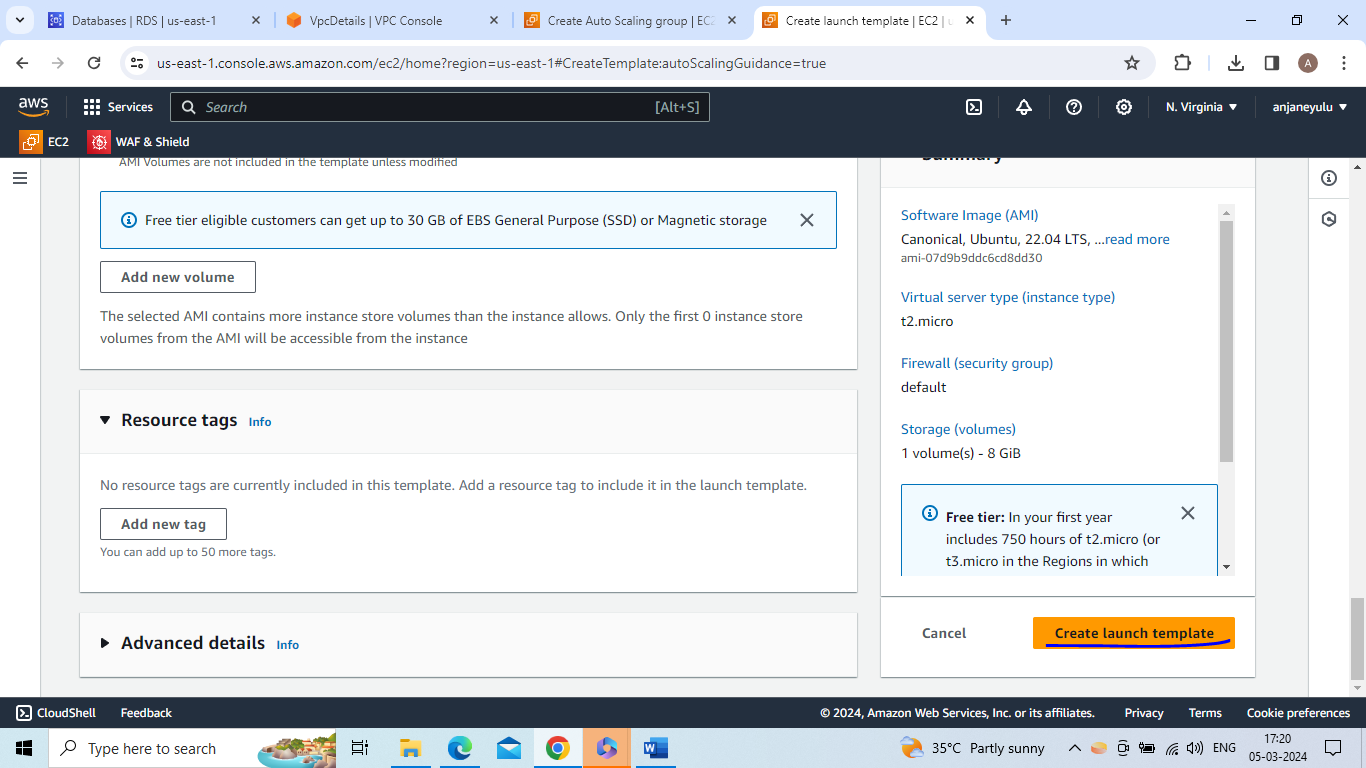 Databases | RDS | us-east-1
VpcDetails | VPC Console
Create Auto Scaling group | EC2
Create launch template | EC2 | u
us-east-1.console.aws.amazon.com/ec2/home?region=us-east-1#CreateTemplate:autoScalingGuidance=true
A
aws
Services
Search
[Alt+S]
N. Virginia
anjaneyulu
EC2
WAF & Shield
AMI Volumes are not included in the template unless modified
Free tier eligible customers can get up to 30 GB of EBS General Purpose (SSD) or Magnetic storage
Add new volume
The selected AMI contains more instance store volumes than the instance allows. Only the first 0 instance store
volumes from the AMI will be accessible from the instance
Resource tags Info
No resource tags are currently included in this template. Add a resource tag to include it in the launch template.
Add new tag
You can add up to 50 more tags.
Advanced details Info
Summary
Software Image (AMI)
Canonical, Ubuntu, 22.04 LTS, ...read more
ami-07d9b9ddc6cd8dd30
Virtual server type (instance type)
t2.micro
Firewall (security group)
default
Storage (volumes)
1 volume(s) - 8 GiB
Free tier: In your first year
includes 750 hours of t2.micro (or
t3.micro in the Regions in which
Cancel
Create launch template
CloudShell
Feedback
© 2024, Amazon Web Services, Inc. or its affiliates.
Privacy
Terms
Cookie preferences
Type here to search
35°C Partly sunny
ENG
17:20
05-03-2024